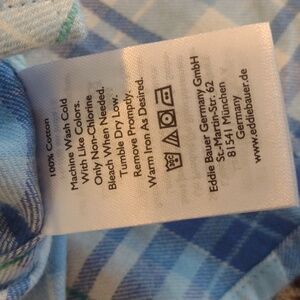 100% Cotton
Machine Wash Cold
With Like Colors.
Only Non-Chlorine
Bleach When Needed.
Tumble Dry Low.
Remove Promptly.
Warm Iron As Desired.
Eddie Bauer Germany GmbH
St.-Martin-Str. 62
81541 München
Germany
www.eddiebauer.de